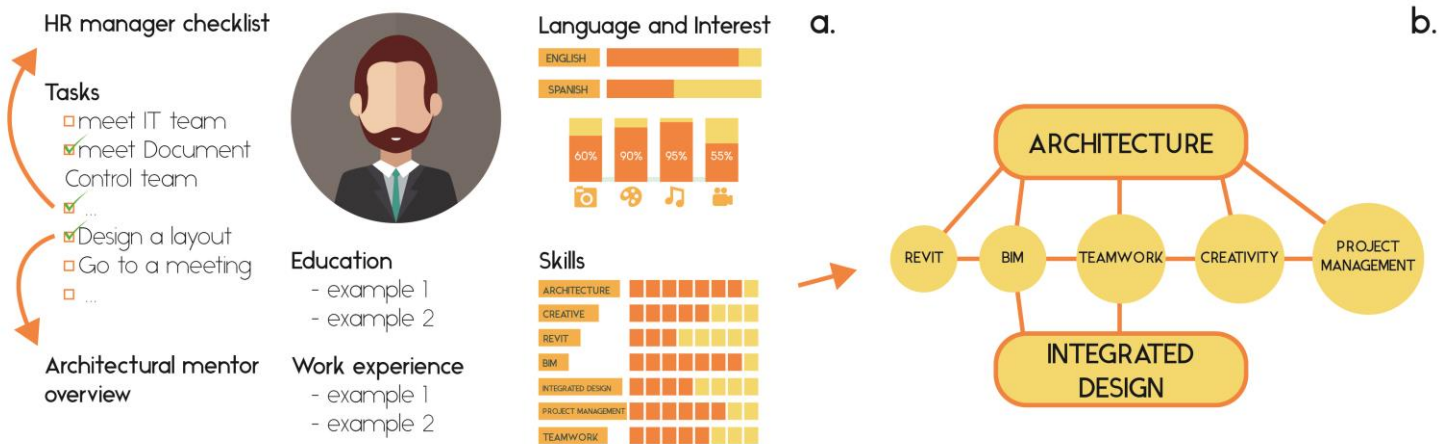 HR manager checklist
Tasks
meet IT team
meet Document
Control team
...
Design a layout
Go to a meeting
...
Architectural mentor
overview
Education
- example 1
- example 2
Work experience
- example 1
- example 2
Language and Interest
ENGLISH
SPANISH
60% 90% 95% 55%
Skills
ARCHITECTURE
CREATIVE
REVIT
BIM
INTEGRATED DESIGN
PROJECT MANAGEMENT
TEAMWORK
a.
b.
ARCHITECTURE
REVIT
BIM
TEAMWORK
CREATIVITY
PROJECT
MANAGEMENT
INTEGRATED
DESIGN